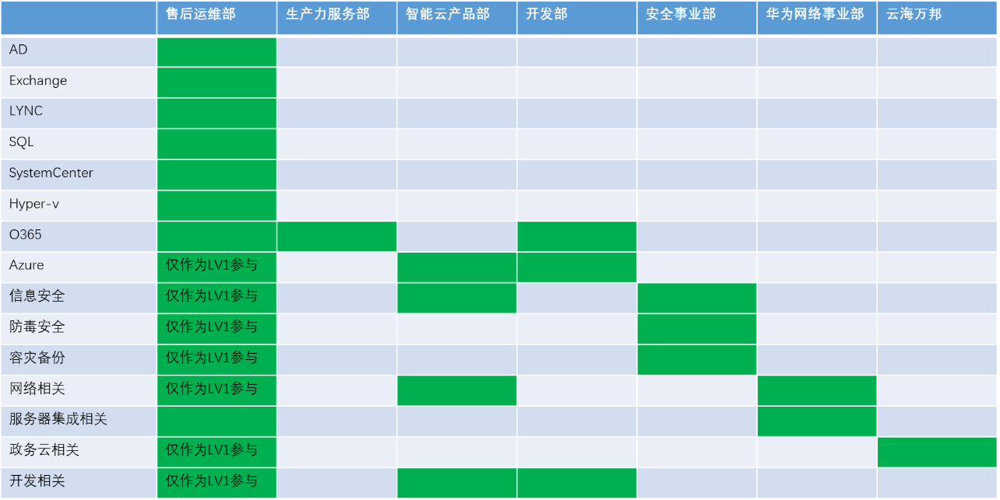 售后运维部 生产力服务部 智能云产品部 开发部 安全事业部 华为网络事业部 云海万邦
AD
Exchange
LYNC
SQL
SystemCenter
Hyper-v
O365
Azure 仅作为LV1参与
信息安全 仅作为LV1参与
防毒安全 仅作为LV1参与
容灾备份 仅作为LV1参与
网络相关 仅作为LV1参与
服务器集成相关
政务云相关 仅作为LV1参与
开发相关 仅作为LV1参与